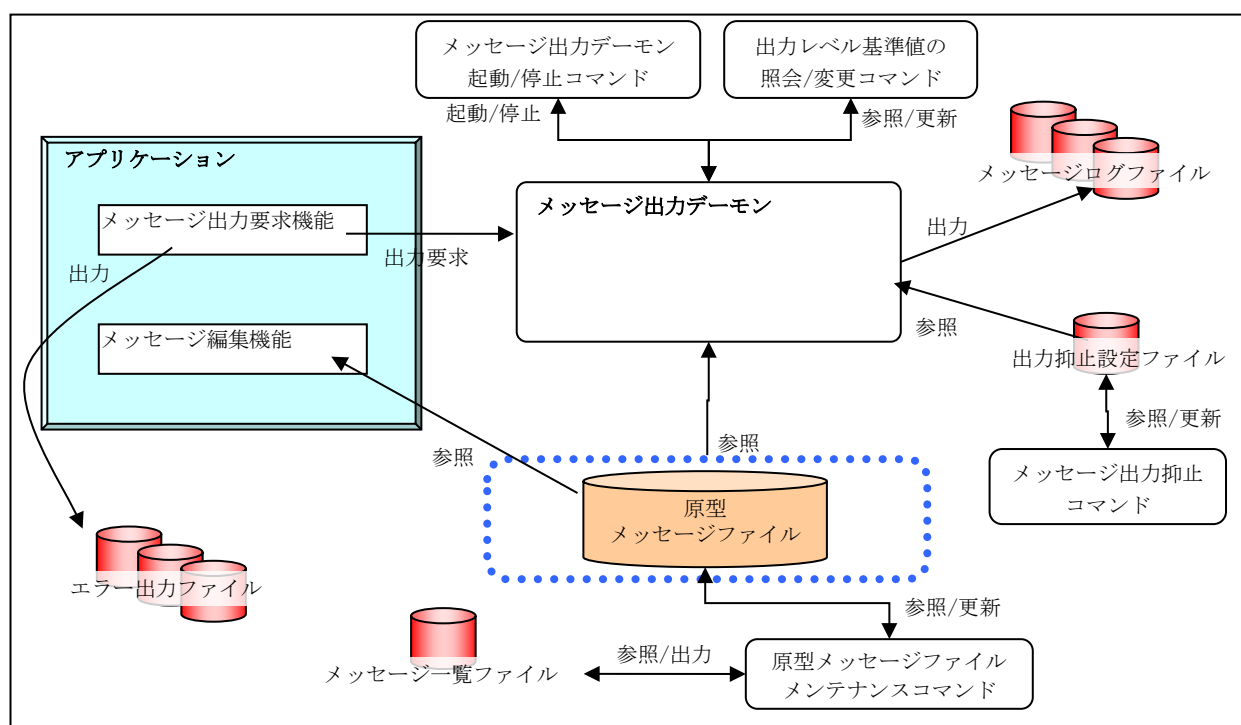 メッセージ出力デーモン
起動/停止コマンド
出力レベル基準値の
照会/変更コマンド
起動/停止
参照/更新
アプリケーション
メッセージログファイル
メッセージ出力デーモン
メッセージ出力要求機能
出力
出力要求
出力
メッセージ編集機能
参照
出力抑止設定ファイル
参照/更新
参照
参照
メッセージ出力抑止
コマンド
原型
メッセージファイル
エラー出力ファイル
参照/更新
参照/出力
メッセージ一覧ファイル
原型メッセージファイル
メンテナンスコマンド